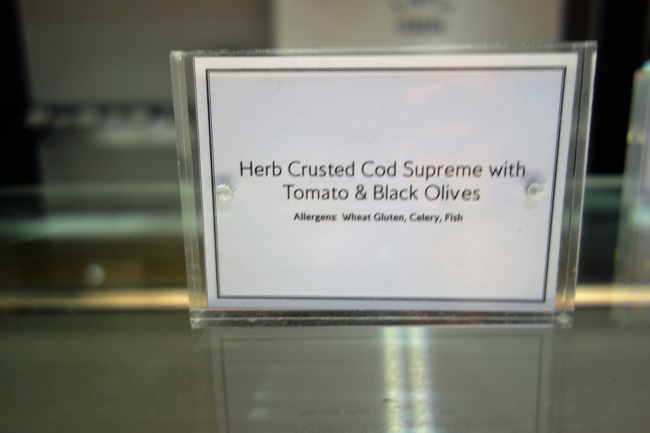 Herb Crusted Cod Supreme with
Tomato & Black Olives
Allergens: Wheat Gluten, Celery, Fish